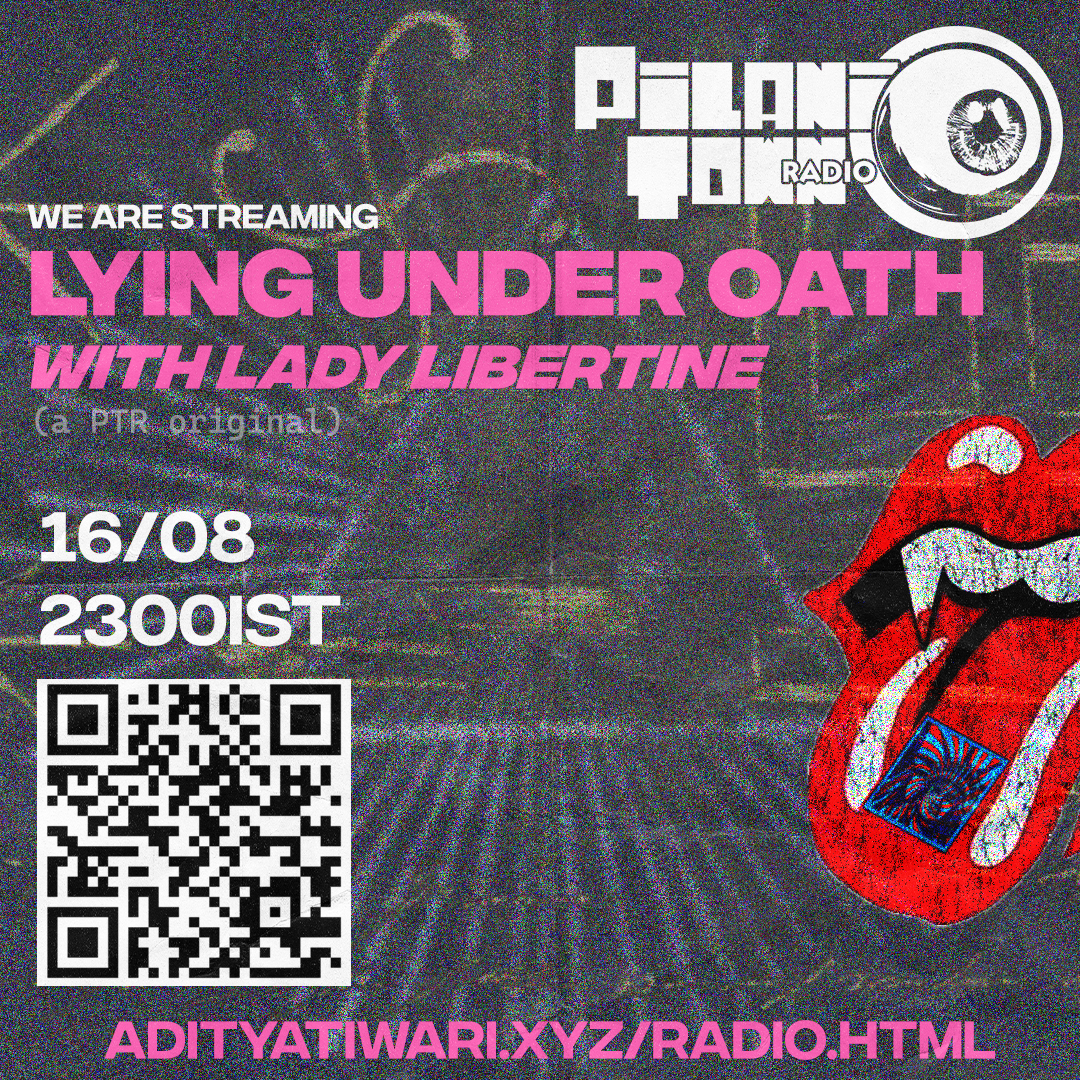 PILANI
TOWN
RADIO
WE ARE STREAMING
LYING UNDER OATH
WITH LADY LIBERTINE
(a PTR original)
16/08
2300IST
ADITYATIWARI.XYZ/RADIO.HTML